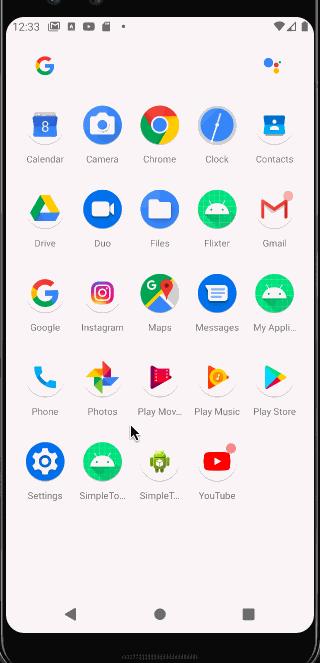 12:33
8
Calendar Camera Chrome Clock Contacts
Drive Duo Files Flixter Gmail
Google Instagram Maps Messages My Appli...
Phone Photos Play Mov... Play Music Play Store
Settings SimpleTo... SimpleT... YouTube